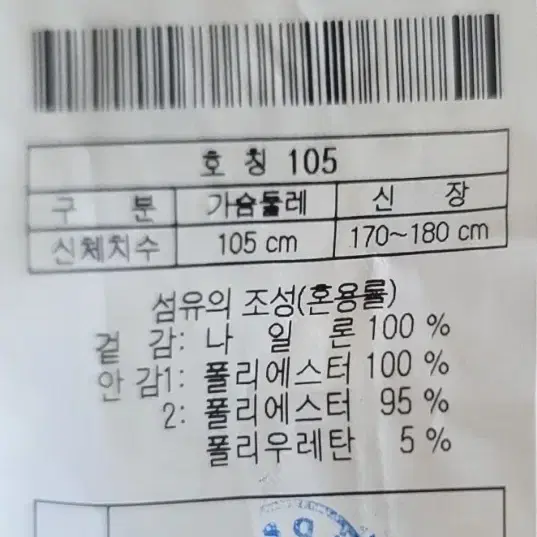 호 칭 105
구 분 가슴둘레 신 장
신체치수 105 cm 170~180 cm
섬유의 조성(혼용률)
겉 감: 나 일 론 100 %
안 감1: 폴리에스터 100 %
2: 폴리에스터 95 %
폴리우레탄 5 %